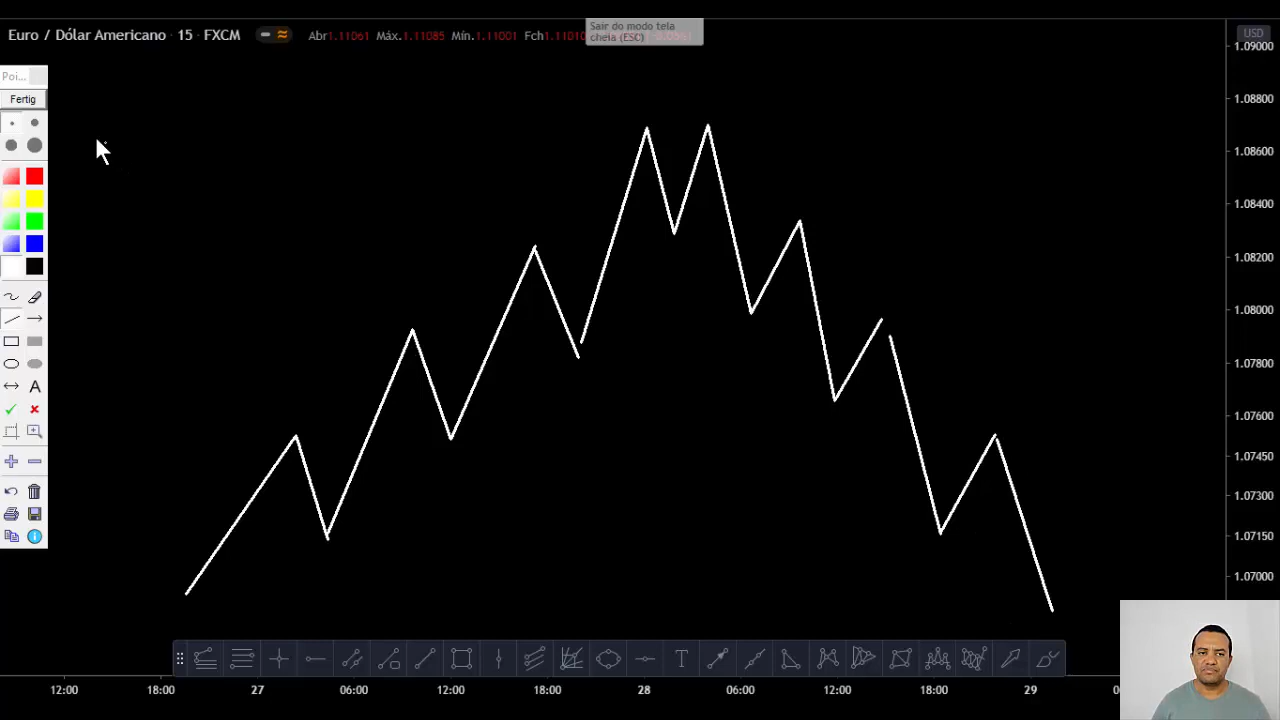 Euro / Dólar Americano · 15 · FXCM
Abr1.11061 Máx.1.11085 Mín.1.11001 Fch1.11010
Sair do modo tela
cheia (ESC)
USD
Poi...
Fertig
A
T
1.09000
1.08800
1.08600
1.08400
1.08200
1.08000
1.07800
1.07600
1.07450
1.07300
1.07150
1.07000
12:00 18:00 27 06:00 12:00 18:00 28 06:00 12:00 18:00 29